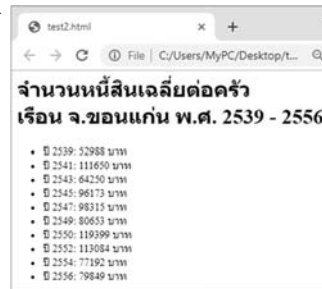 test2.html
File C:/Users/MyPC/Desktop/t...
จำนวนหนี้สินเฉลี่ยต่อครัว
เรือน จ.ขอนแก่น พ.ศ. 2539 - 2556
• ปี 2539: 52988 บาท
• ปี 2541: 111650 บาท
• ปี 2543: 64250 บาท
• ปี 2545: 96173 บาท
• ปี 2547: 98315 บาท
• ปี 2549: 80653 บาท
• ปี 2550: 119399 บาท
• ปี 2552: 113084 บาท
• ปี 2554: 77192 บาท
• ปี 2556: 79849 บาท